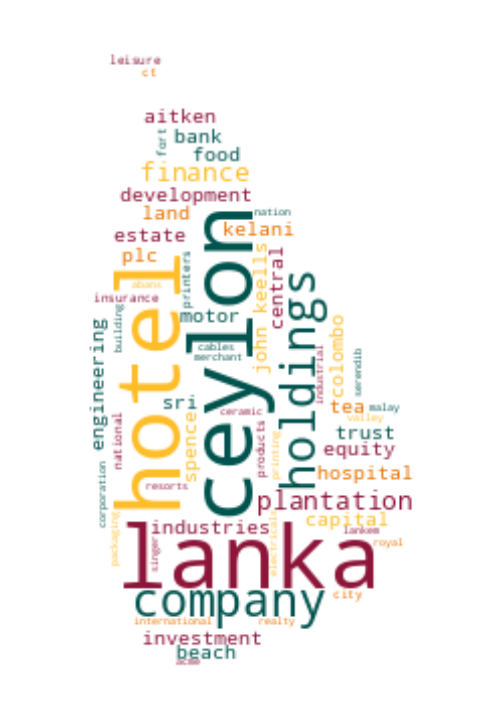 leisure
ct
aitken
fort
bank
food
finance
development
land
nation
estate
kelani
plc
central
john keells
ceylon
hotel
printers
abans
insurance
holdings
building
motor
colombo
engineering
cables
merchant
industrial
serendib
sri
spence
ceramic
tea
malay
valley
national
products
printing
trust
equity
corporation
resorts
hospital
plantation
packaging
singer
industries
electricals
capital
lankem
royal
lanka
company
city
international
realty
investment
beach
acme